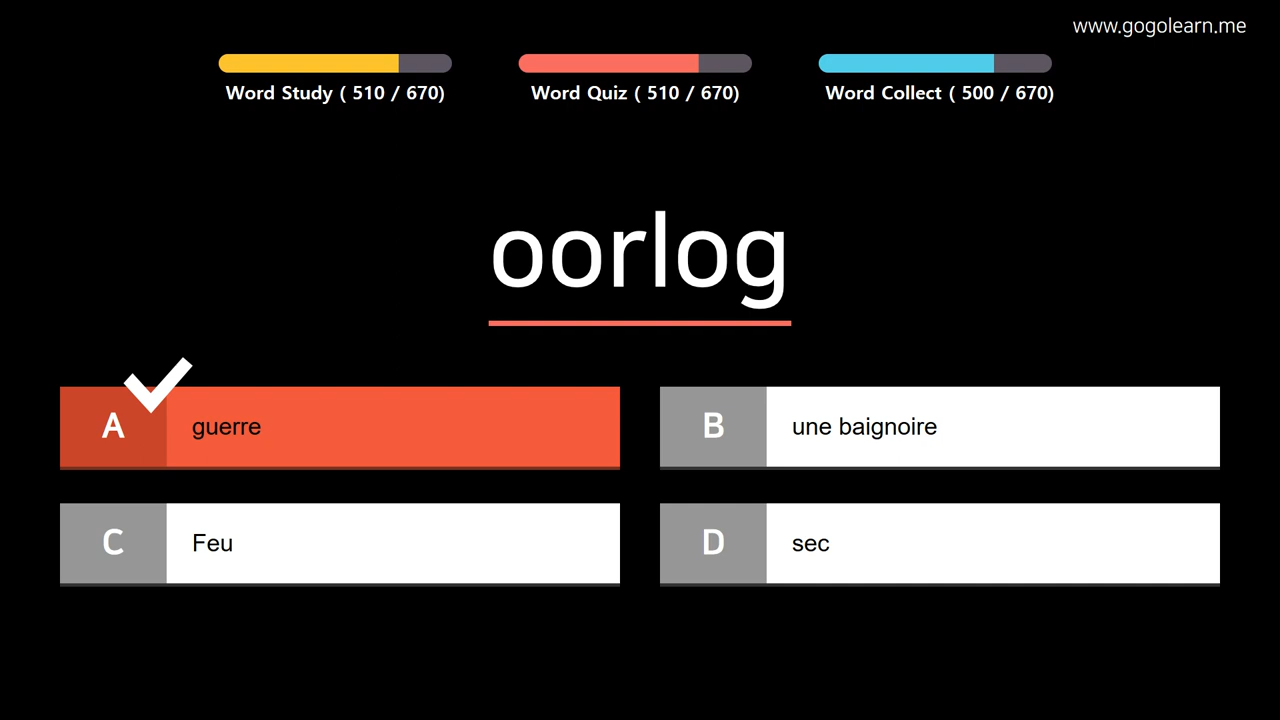 www.gogolearn.me
Word Study ( 510 / 670)
Word Quiz ( 510 / 670)
Word Collect ( 500 / 670)
oorlog
A guerre
B une baignoire
C Feu
D sec